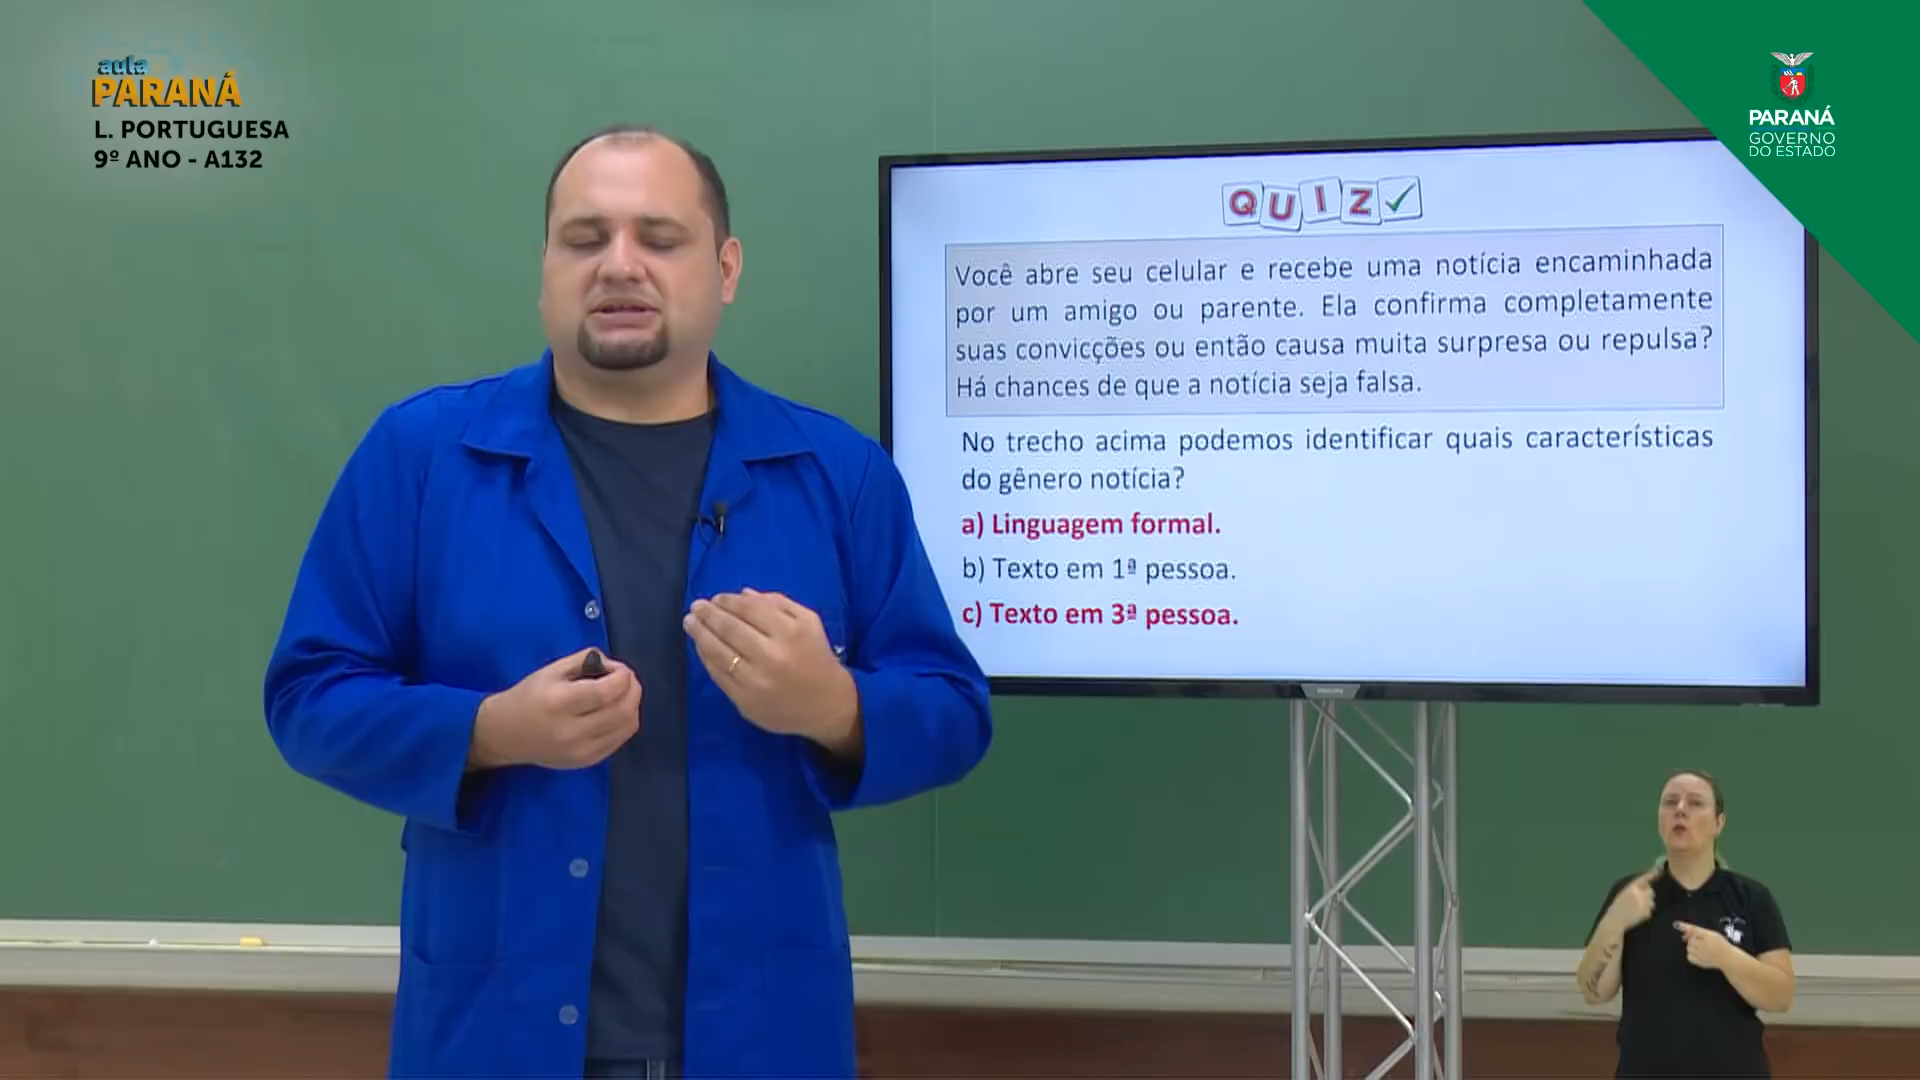 aula
PARANÁ
L. PORTUGUESA
9º ANO - A132
PARANÁ
GOVERNO
DO ESTADO
QUIZ
Você abre seu celular e recebe uma notícia encaminhada
por um amigo ou parente. Ela confirma completamente
suas convicções ou então causa muita surpresa ou repulsa?
Há chances de que a notícia seja falsa.
No trecho acima podemos identificar quais características
do gênero notícia?
a) Linguagem formal.
b) Texto em 1ª pessoa.
c) Texto em 3ª pessoa.
PHILIPS